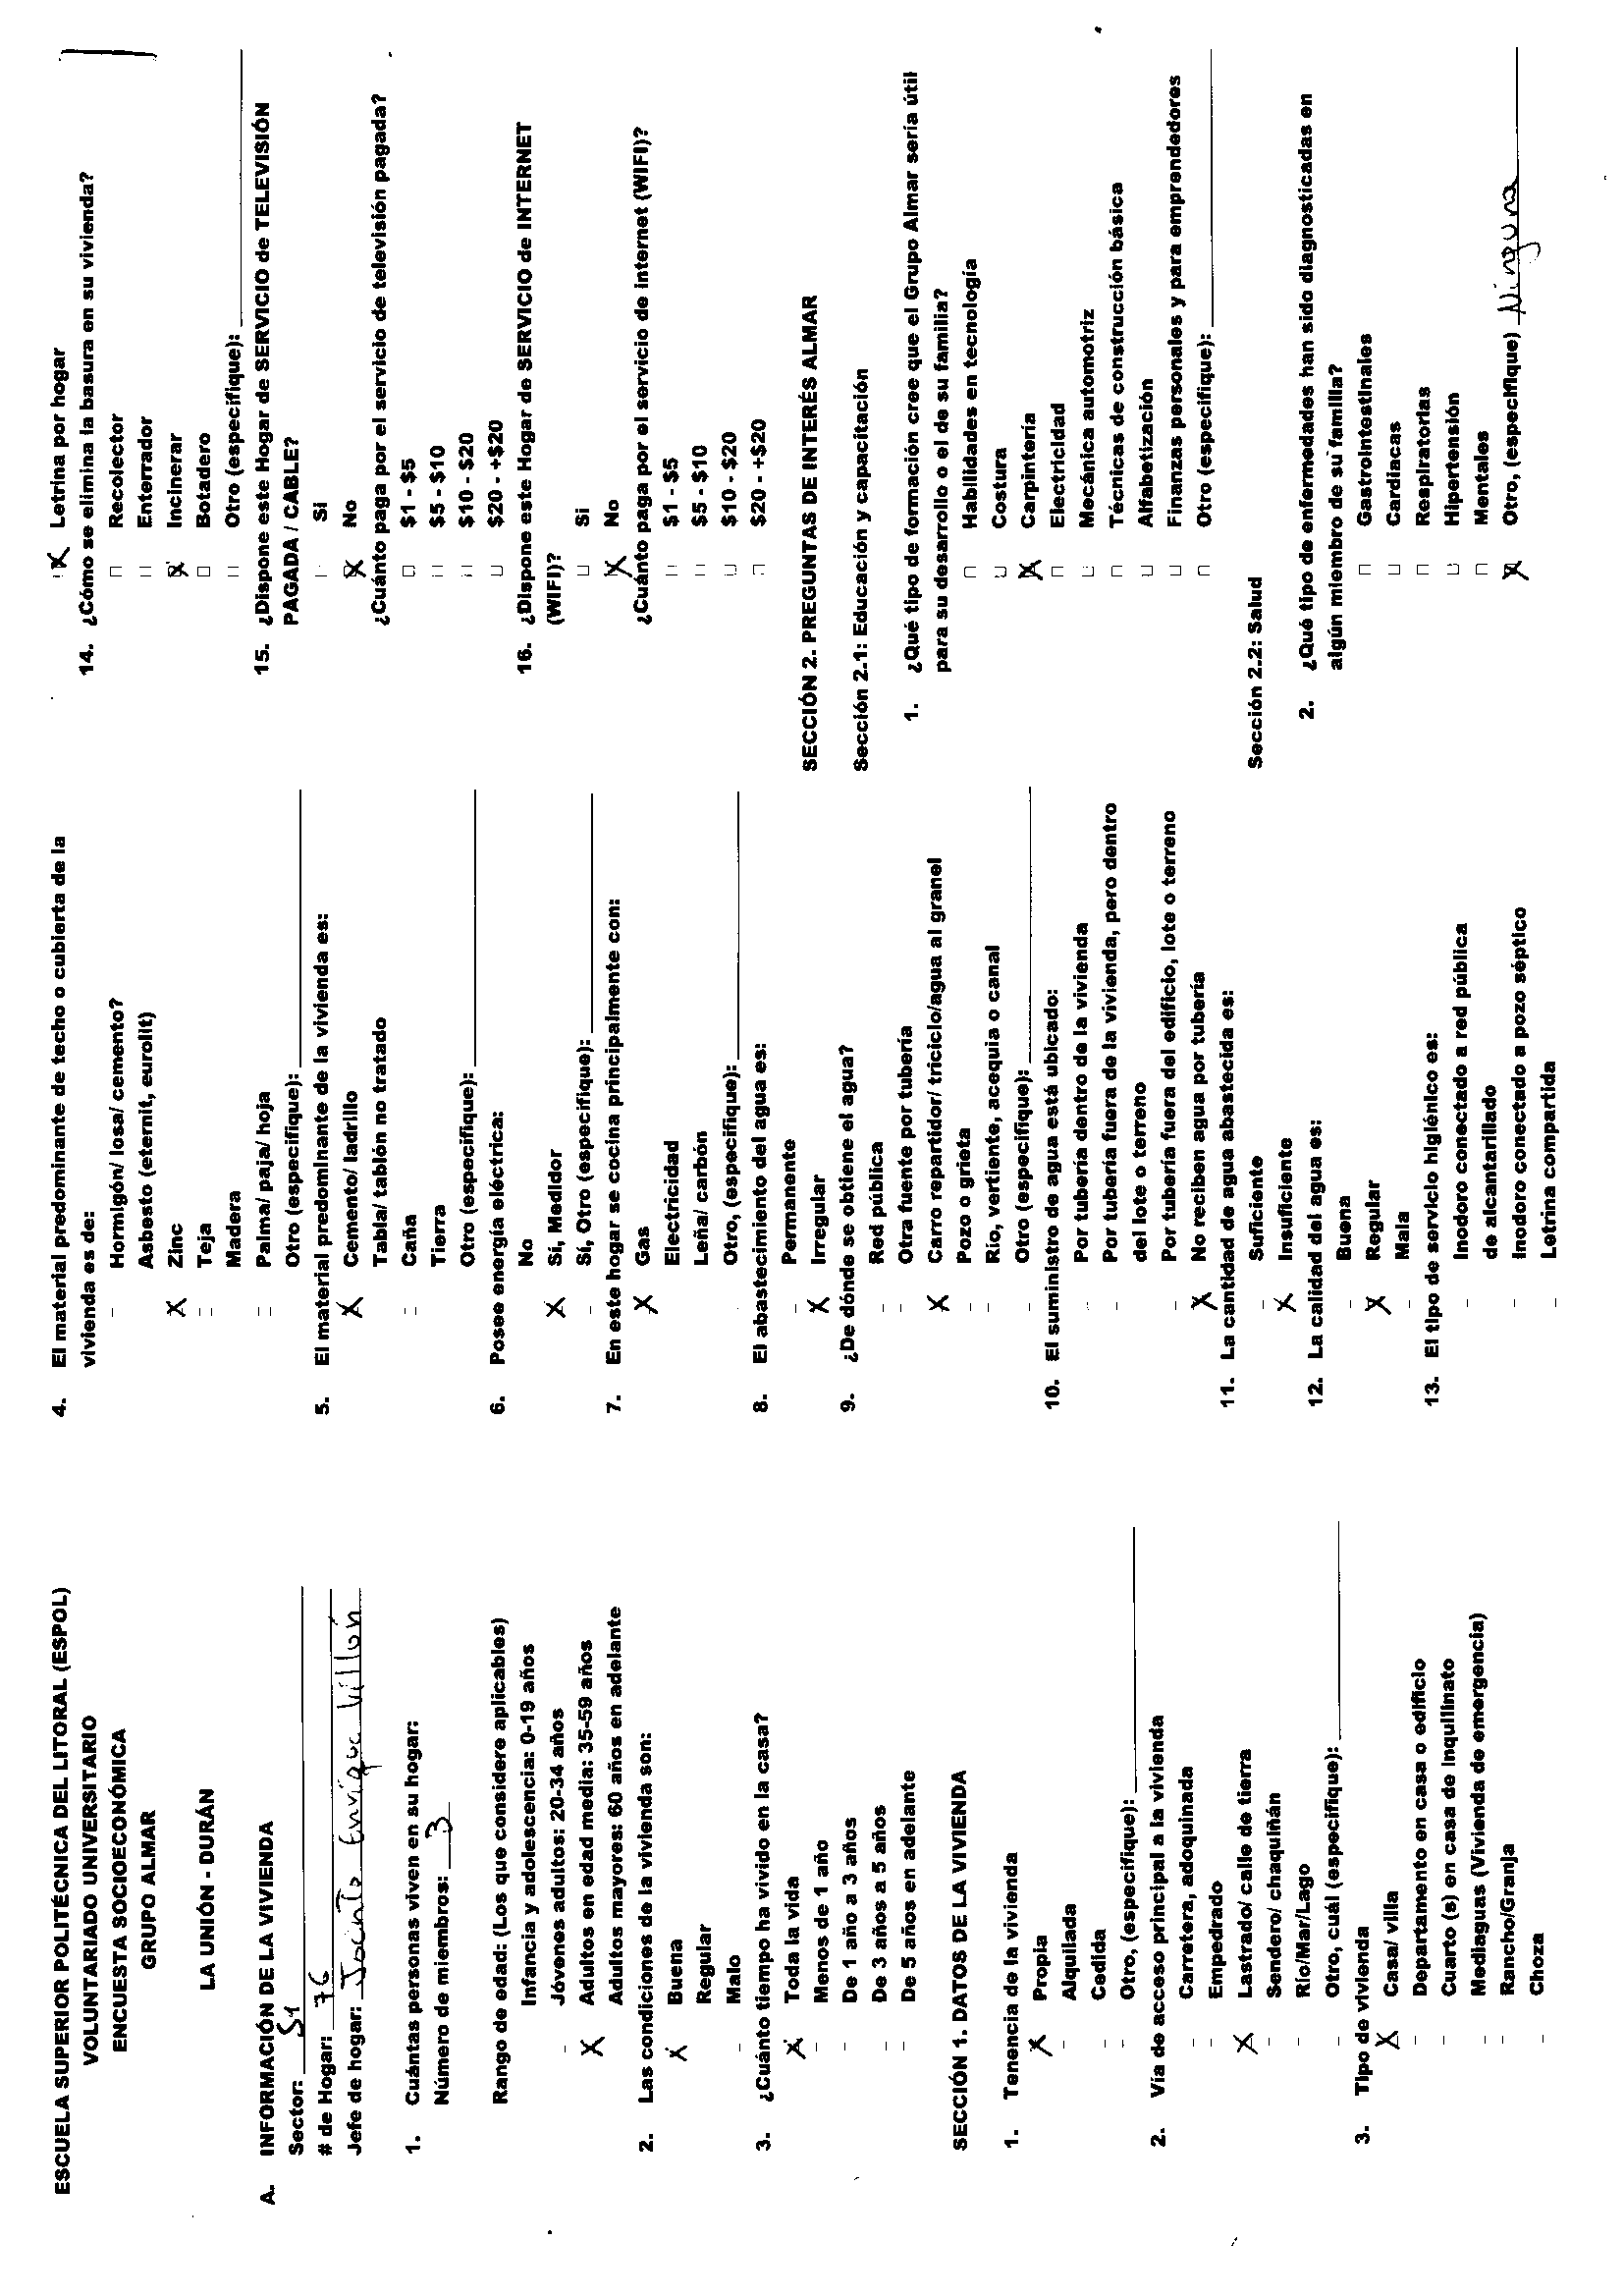 ESCUELA SUPERIOR POLITÉCNICA DEL LITORAL (ESPOL)
VOLUNTARIADO UNIVERSITARIO
ENCUESTA SOCIOECONÓMICA
GRUPO ALMAR
LA UNIÓN - DURÁN
A. INFORMACIÓN DE LA VIVIENDA
Sector: S1
# de Hogar: 76
Jefe de hogar: Jacinto Enrique Villón
1. Cuántas personas viven en su hogar:
Número de miembros: 3
Rango de edad: (Los que considere aplicables)
Infancia y adolescencia: 0-19 años
- Jóvenes adultos: 20-34 años
X Adultos en edad media: 35-59 años
Adultos mayores: 60 años en adelante
2. Las condiciones de la vivienda son:
X Buena
Regular
- Malo
3. ¿Cuánto tiempo ha vivido en la casa?
X Toda la vida
- Menos de 1 año
- De 1 año a 3 años
- De 3 años a 5 años
- De 5 años en adelante
SECCIÓN 1. DATOS DE LA VIVIENDA
1. Tenencia de la vivienda
X Propia
- Alquilada
- Cedida
- Otro, (especifique):
2. Vía de acceso principal a la vivienda
- Carretera, adoquinada
- Empedrado
X Lastrado/ calle de tierra
- Sendero/ chaquiñán
- Río/Mar/Lago
- Otro, cuál (especifique):
3. Tipo de vivienda
X Casa/ villa
- Departamento en casa o edificio
- Cuarto (s) en casa de inquilinato
- Mediaguas (Vivienda de emergencia)
- Rancho/Granja
- Choza
4. El material predominante de techo o cubierta de la
vivienda es de:
- Hormigón/ losa/ cemento?
Asbesto (eternit, eurolit)
X Zinc
Teja
Madera
Palma/ paja/ hoja
Otro (especifique):
5. El material predominante de la vivienda es:
X Cemento/ ladrillo
Tabla/ tablón no tratado
Caña
Tierra
Otro (especifique):
6. Posee energía eléctrica:
No
X Sí, Medidor
- Sí, Otro (especifique):
7. En este hogar se cocina principalmente con:
X Gas
Electricidad
Leña/ carbón
Otro, (especifique):
8. El abastecimiento del agua es:
- Permanente
X Irregular
9. ¿De dónde se obtiene el agua?
- Red pública
- Otra fuente por tubería
X Carro repartidor/ triciclo/agua al granel
- Pozo o grieta
- Río, vertiente, acequia o canal
- Otro (especifique):
10. El suministro de agua está ubicado:
Por tubería dentro de la vivienda
- Por tubería fuera de la vivienda, pero dentro
del lote o terreno
- Por tubería fuera del edificio, lote o terreno
X No reciben agua por tubería
11. La cantidad de agua abastecida es:
- Suficiente
X Insuficiente
12. La calidad del agua es:
- Buena
X Regular
- Mala
13. El tipo de servicio higiénico es:
- Inodoro conectado a red pública
de alcantarillado
- Inodoro conectado a pozo séptico
- Letrina compartida
X Letrina por hogar
14. ¿Cómo se elimina la basura en su vivienda?
Recolector
Enterrador
X Incinerar
Botadero
Otro (especifique):
15. ¿Dispone este Hogar de SERVICIO de TELEVISIÓN
PAGADA / CABLE?
Si
X No
¿Cuánto paga por el servicio de televisión pagada?
$1 - $5
$5 - $10
$10 - $20
$20 - +$20
16. ¿Dispone este Hogar de SERVICIO de INTERNET
(WIFI)?
Si
X No
¿Cuánto paga por el servicio de internet (WIFI)?
$1 - $5
$5 - $10
$10 - $20
$20 - +$20
SECCIÓN 2. PREGUNTAS DE INTERÉS ALMAR
Sección 2.1: Educación y capacitación
1. ¿Qué tipo de formación cree que el Grupo Almar sería útil
para su desarrollo o el de su familia?
Habilidades en tecnología
Costura
X Carpintería
Electricidad
Mecánica automotriz
Técnicas de construcción básica
Alfabetización
Finanzas personales y para emprendedores
Otro (especifique):
Sección 2.2: Salud
2. ¿Qué tipo de enfermedades han sido diagnosticadas en
algún miembro de su familia?
Gastrointestinales
Cardiacas
Respiratorias
Hipertensión
Mentales
X Otro, (especifique) Ninguna